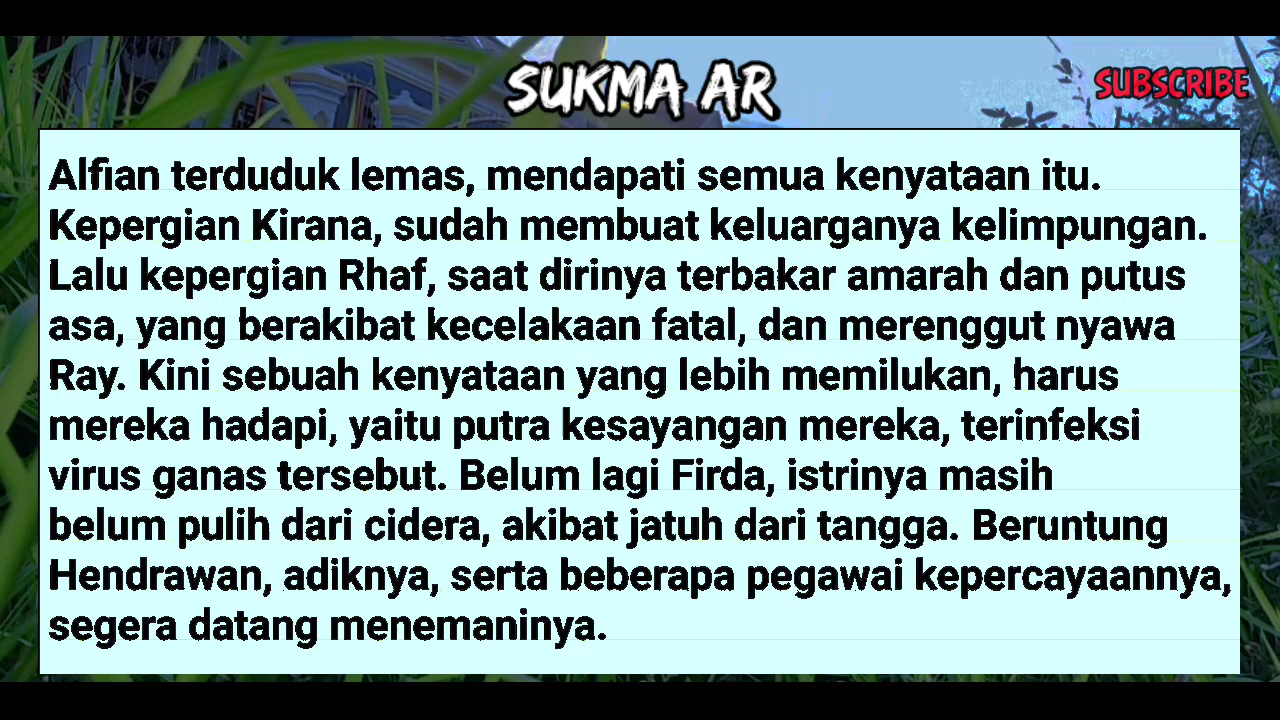 SUKMA AR
SUBSCRIBE
Alfian terduduk lemas, mendapati semua kenyataan itu.
Kepergian Kirana, sudah membuat keluarganya kelimpungan.
Lalu kepergian Rhaf, saat dirinya terbakar amarah dan putus
asa, yang berakibat kecelakaan fatal, dan merenggut nyawa
Ray. Kini sebuah kenyataan yang lebih memilukan, harus
mereka hadapi, yaitu putra kesayangan mereka, terinfeksi
virus ganas tersebut. Belum lagi Firda, istrinya masih
belum pulih dari cidera, akibat jatuh dari tangga. Beruntung
Hendrawan, adiknya, serta beberapa pegawai kepercayaannya,
segera datang menemaninya.